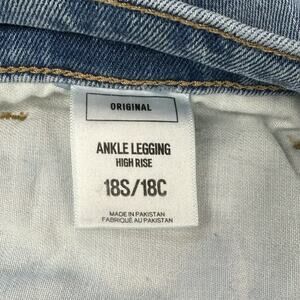 ORIGINAL
ANKLE LEGGING
HIGH RISE
18S/18C
MADE IN PAKISTAN
FABRIQUÉ AU PAKISTAN